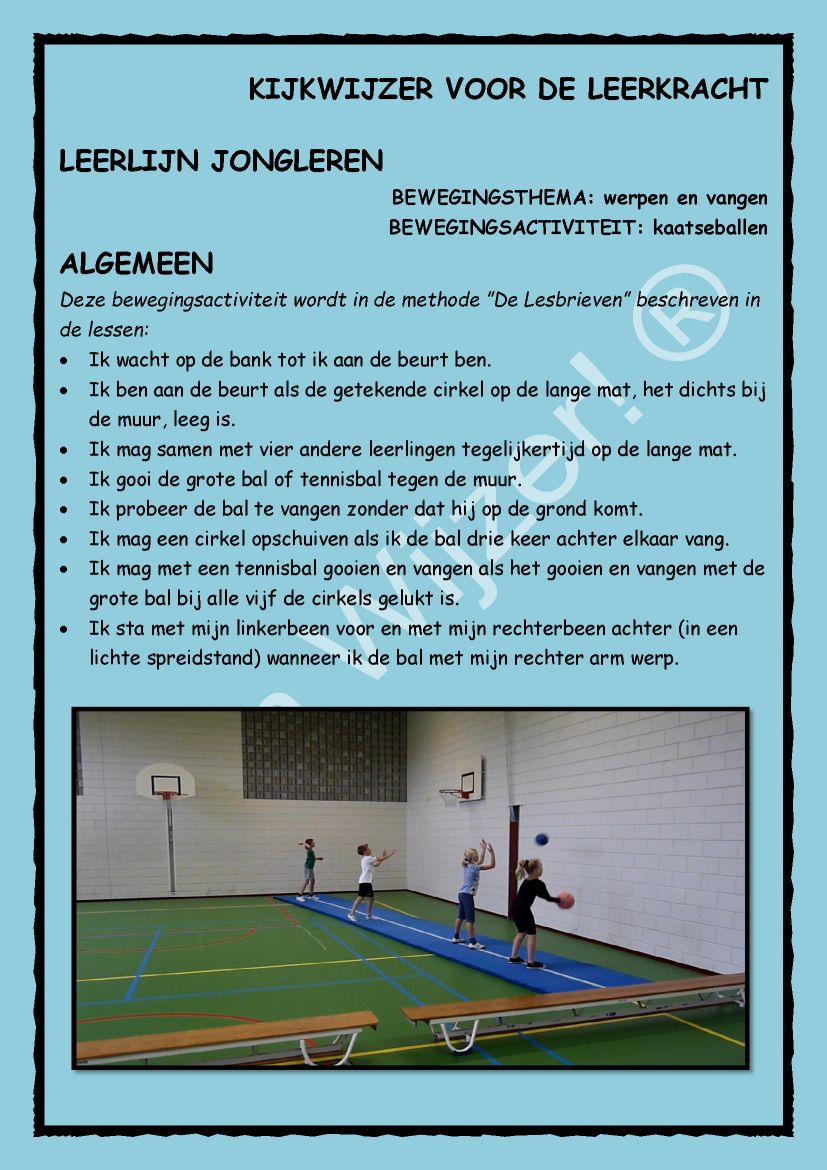 KIJKWIJZER VOOR DE LEERKRACHT
LEERLIJN JONGLEREN
BEWEGINGSTHEMA: werpen en vangen
BEWEGINGSACTIVITEIT: kaatseballen
ALGEMEEN
Deze bewegingsactiviteit wordt in de methode "De Lesbrieven" beschreven in
de lessen:
• Ik wacht op de bank tot ik aan de beurt ben.
• Ik ben aan de beurt als de getekende cirkel op de lange mat, het dichts bij
de muur, leeg is.
• Ik mag samen met vier andere leerlingen tegelijkertijd op de lange mat.
• Ik gooi de grote bal of tennisbal tegen de muur.
• Ik probeer de bal te vangen zonder dat hij op de grond komt.
• Ik mag een cirkel opschuiven als ik de bal drie keer achter elkaar vang.
• Ik mag met een tennisbal gooien en vangen als het gooien en vangen met de
grote bal bij alle vijf de cirkels gelukt is.
• Ik sta met mijn linkerbeen voor en met mijn rechterbeen achter (in een
lichte spreidstand) wanneer ik de bal met mijn rechter arm werp.
Wijzer! ®